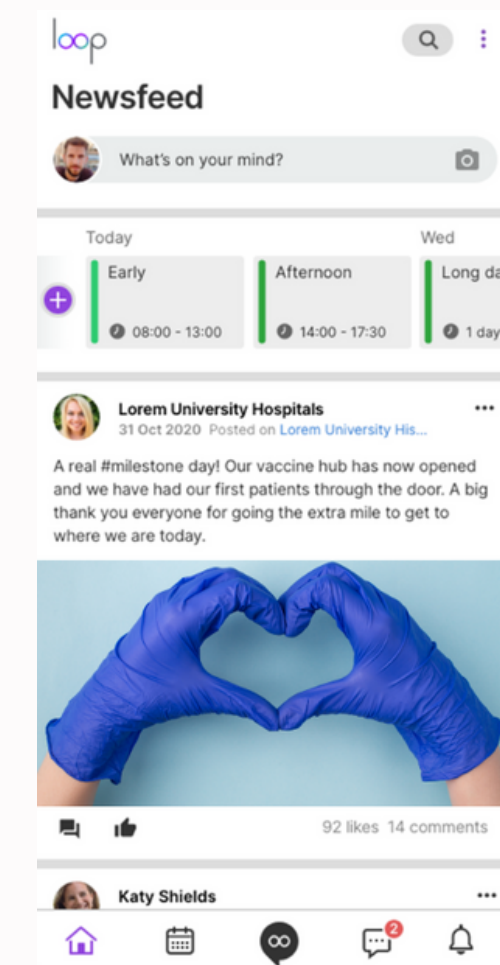 loop
Newsfeed
What's on your mind?
Today
Wed
Early
Afternoon
Long da
08:00 - 13:00
14:00 - 17:30
1 day
Lorem University Hospitals
31 Oct 2020 Posted on Lorem University His...
A real #milestone day! Our vaccine hub has now opened
and we have had our first patients through the door. A big
thank you everyone for going the extra mile to get to
where we are today.
92 likes 14 comments
Katy Shields
2